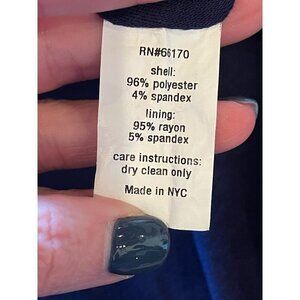 RN#66170
shell:
96% polyester
4% spandex
lining:
95% rayon
5% spandex
care instructions:
dry clean only
Made in NYC